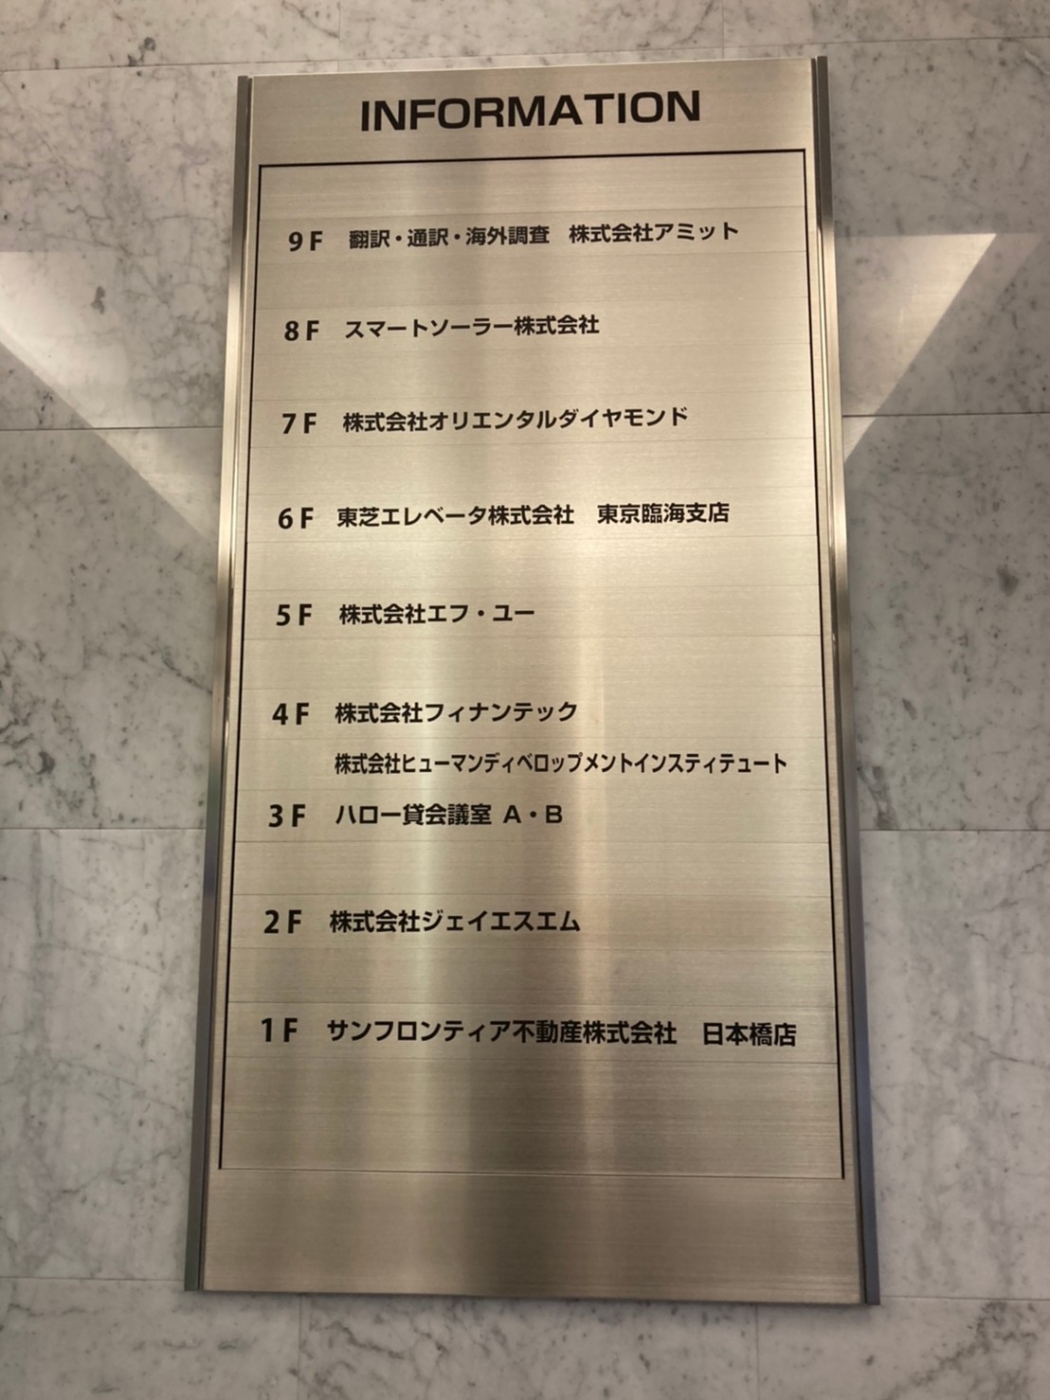 INFORMATION
9F 翻訳・通訳・海外調査　株式会社アミット
8F スマートソーラー株式会社
7F 株式会社オリエンタルダイヤモンド
6F 東芝エレベータ株式会社　東京臨海支店
5F 株式会社エフ・ユー
4F 株式会社フィナンテック
株式会社ヒューマンディベロップメントインスティテュート
3F ハロー貸会議室 A・B
2F 株式会社ジェイエスエム
1F サンフロンティア不動産株式会社　日本橋店